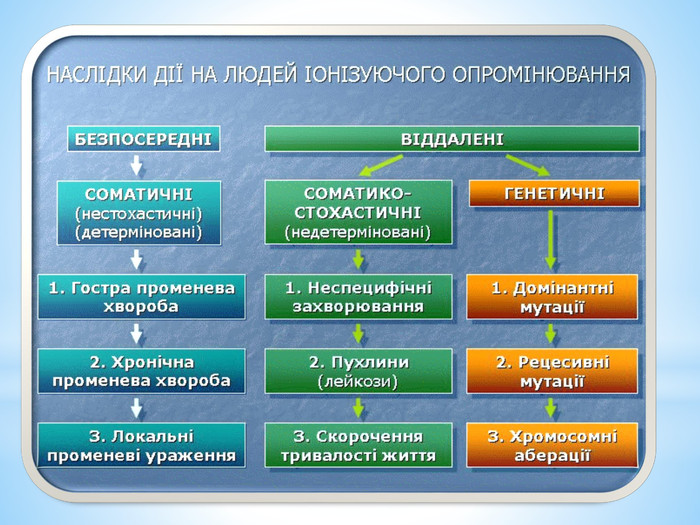 НАСЛІДКИ ДІЇ НА ЛЮДЕЙ ІОНІЗУЮЧОГО ОПРОМІНЮВАННЯ
БЕЗПОСЕРЕДНІ
ВІДДАЛЕНІ
СОМАТИЧНІ
(нестохастичні)
(детерміновані)
СОМАТИКО-
СТОХАСТИЧНІ
(недетерміновані)
ГЕНЕТИЧНІ
1. Гостра променева
хвороба
1. Неспецифічні
захворювання
1. Домінантні
мутації
2. Хронічна
променева хвороба
2. Пухлини
(лейкози)
2. Рецесивні
мутації
3. Локальні
променеві ураження
3. Скорочення
тривалості життя
3. Хромосомні
аберації